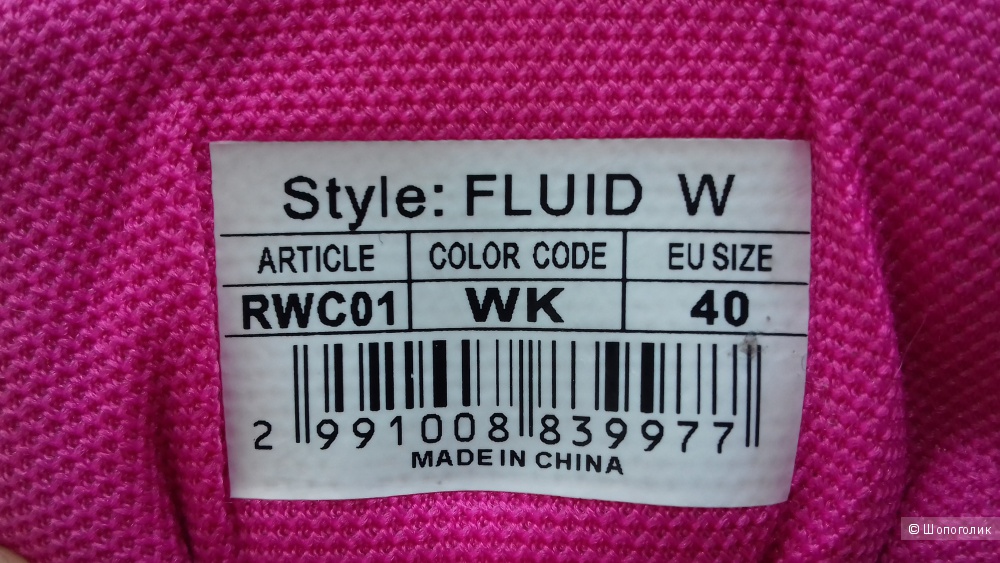 Style: FLUID W
ARTICLE COLOR CODE EU SIZE
RWC01 WK 40
2 991008 839977
MADE IN CHINA
© Шопоголик